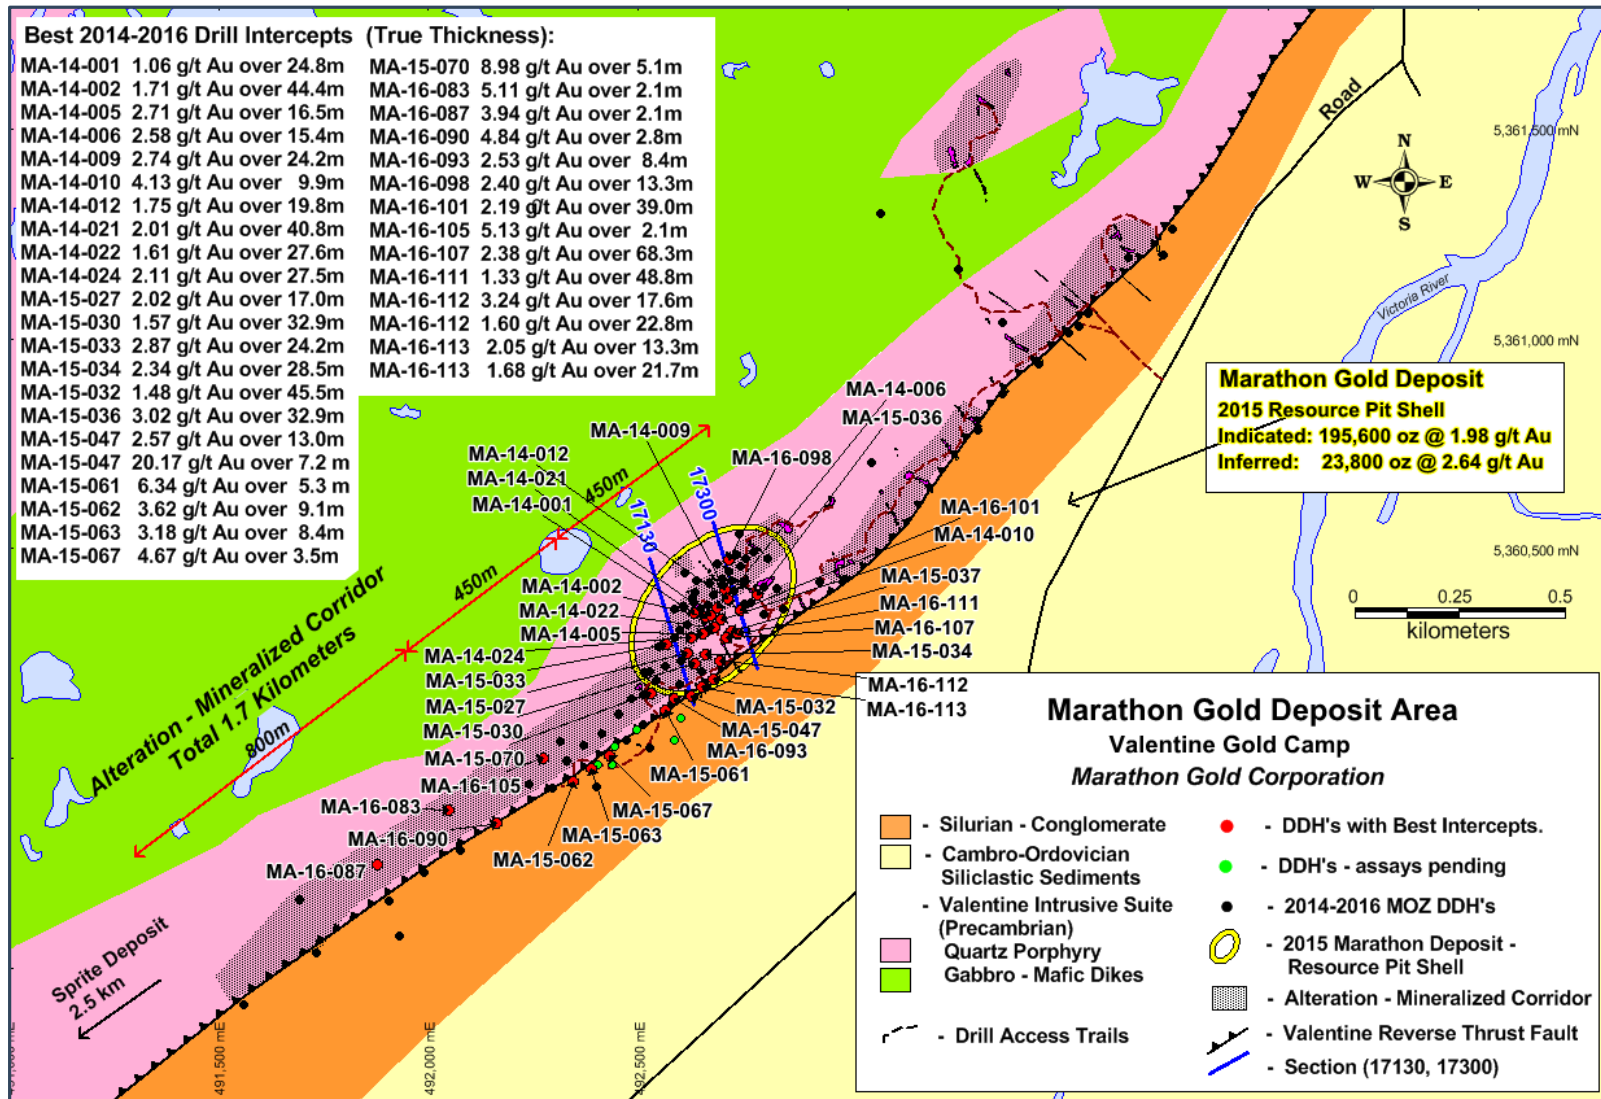 Best 2014-2016 Drill Intercepts (True Thickness):
MA-14-001 1.06 g/t Au over 24.8m
MA-14-002 1.71 g/t Au over 44.4m
MA-14-005 2.71 g/t Au over 16.5m
MA-14-006 2.58 g/t Au over 15.4m
MA-14-009 2.74 g/t Au over 24.2m
MA-14-010 4.13 g/t Au over 9.9m
MA-14-012 1.75 g/t Au over 19.8m
MA-14-021 2.01 g/t Au over 40.8m
MA-14-022 1.61 g/t Au over 27.6m
MA-14-024 2.11 g/t Au over 27.5m
MA-15-027 2.02 g/t Au over 17.0m
MA-15-030 1.57 g/t Au over 32.9m
MA-15-033 2.87 g/t Au over 24.2m
MA-15-034 2.34 g/t Au over 28.5m
MA-15-032 1.48 g/t Au over 45.5m
MA-15-036 3.02 g/t Au over 32.9m
MA-15-047 2.57 g/t Au over 13.0m
MA-15-047 20.17 g/t Au over 7.2 m
MA-15-061 6.34 g/t Au over 5.3 m
MA-15-062 3.62 g/t Au over 9.1m
MA-15-063 3.18 g/t Au over 8.4m
MA-15-067 4.67 g/t Au over 3.5m
MA-15-070 8.98 g/t Au over 5.1m
MA-16-083 5.11 g/t Au over 2.1m
MA-16-087 3.94 g/t Au over 2.1m
MA-16-090 4.84 g/t Au over 2.8m
MA-16-093 2.53 g/t Au over 8.4m
MA-16-098 2.40 g/t Au over 13.3m
MA-16-101 2.19 g/t Au over 39.0m
MA-16-105 5.13 g/t Au over 2.1m
MA-16-107 2.38 g/t Au over 68.3m
MA-16-111 1.33 g/t Au over 48.8m
MA-16-112 3.24 g/t Au over 17.6m
MA-16-112 1.60 g/t Au over 22.8m
MA-16-113 2.05 g/t Au over 13.3m
MA-16-113 1.68 g/t Au over 21.7m
Road
5,361,500 mN
N
W E
S
Victoria River
5,361,000 mN
Marathon Gold Deposit
2015 Resource Pit Shell
Indicated: 195,600 oz @ 1.98 g/t Au
Inferred: 23,800 oz @ 2.64 g/t Au
5,360,500 mN
0 0.25 0.5
kilometers
MA-14-006
MA-15-036
MA-14-009
MA-16-098
MA-14-012
MA-14-021
MA-14-001
17130
17300
450m
450m
800m
Alteration - Mineralized Corridor
Total 1.7 Kilometers
MA-16-101
MA-14-010
MA-15-037
MA-16-111
MA-16-107
MA-15-034
MA-16-112
MA-16-113
MA-14-002
MA-14-022
MA-14-005
MA-14-024
MA-15-033
MA-15-027
MA-15-030
MA-15-070
MA-16-105
MA-16-083
MA-16-090
MA-16-087
MA-15-032
MA-15-047
MA-16-093
MA-15-061
MA-15-067
MA-15-063
MA-15-062
Sprite Deposit
2.5 km
491,500 mE
492,000 mE
492,500 mE
Marathon Gold Deposit Area
Valentine Gold Camp
Marathon Gold Corporation
- Silurian - Conglomerate
- Cambro-Ordovician
Siliclastic Sediments
- Valentine Intrusive Suite
(Precambrian)
Quartz Porphyry
Gabbro - Mafic Dikes
- Drill Access Trails
- DDH's with Best Intercepts.
- DDH's - assays pending
- 2014-2016 MOZ DDH's
- 2015 Marathon Deposit -
Resource Pit Shell
- Alteration - Mineralized Corridor
- Valentine Reverse Thrust Fault
- Section (17130, 17300)